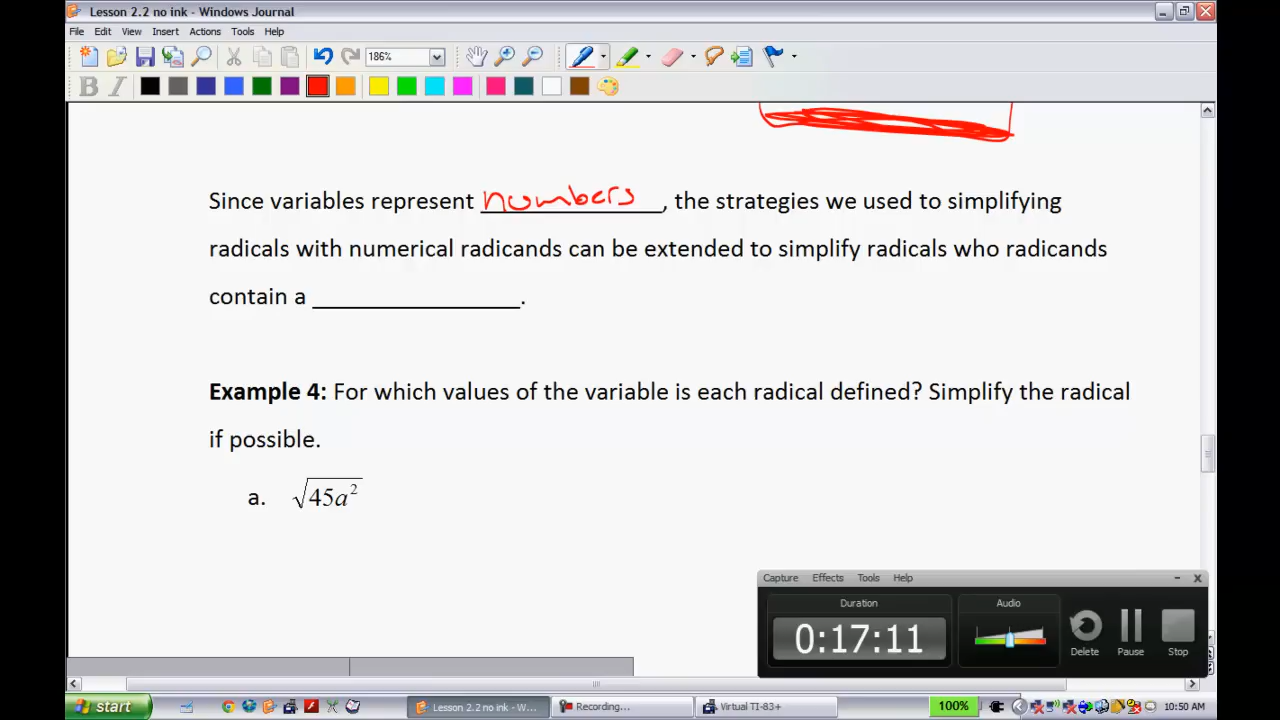 Lesson 2.2 no ink - Windows Journal
File Edit View Insert Actions Tools Help
186%
B I
Since variables represent numbers, the strategies we used to simplifying
radicals with numerical radicands can be extended to simplify radicals who radicands
contain a ________________.
Example 4: For which values of the variable is each radical defined? Simplify the radical
if possible.
a. √45a²
Capture Effects Tools Help
Duration Audio
0:17:11
Delete Pause Stop
start Lesson 2.2 no ink - W... Recording... Virtual TI-83+ 100% 10:50 AM